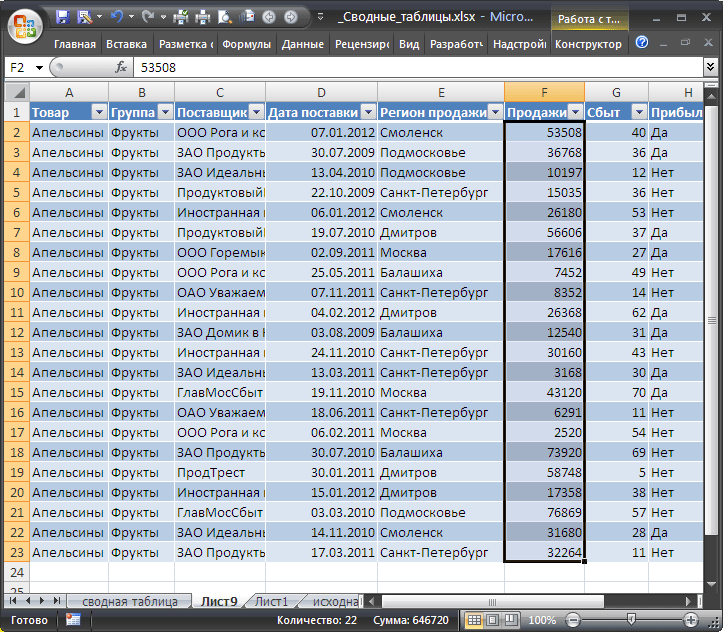 _Сводные_таблицы.xlsx - Micro... Работа с т...
Главная Вставка Разметка Формулы Данные Рецензирс Вид Разработч Надстрой Конструктор
F2 fx 53508
A B C D E F G H
1 Товар Группа Поставщик Дата поставки Регион продажи Продажи Сбыт Прибыл
2 Апельсины Фрукты ООО Рога и кс 07.01.2012 Смоленск 53508 40 Да
3 Апельсины Фрукты ЗАО Продукть 30.07.2009 Подмосковье 36768 36 Да
4 Апельсины Фрукты ЗАО Идеальн 13.04.2010 Подмосковье 10197 12 Нет
5 Апельсины Фрукты Продуктовый 22.10.2009 Санкт-Петербург 15035 36 Нет
6 Апельсины Фрукты Иностранная 06.01.2012 Смоленск 26180 53 Нет
7 Апельсины Фрукты Продуктовый 19.07.2010 Дмитров 56606 37 Да
8 Апельсины Фрукты ООО Горемык 02.09.2011 Москва 17616 27 Да
9 Апельсины Фрукты ООО Рога и кс 25.05.2011 Балашиха 7452 49 Нет
10 Апельсины Фрукты ОАО Уважаем 07.11.2011 Санкт-Петербург 8352 14 Нет
11 Апельсины Фрукты Иностранная 04.02.2012 Дмитров 26368 62 Да
12 Апельсины Фрукты ЗАО Домик в 03.08.2009 Балашиха 12540 31 Да
13 Апельсины Фрукты Иностранная 24.11.2010 Санкт-Петербург 30160 43 Нет
14 Апельсины Фрукты ЗАО Идеальн 13.03.2011 Санкт-Петербург 3168 30 Да
15 Апельсины Фрукты ГлавМосСбыт 19.11.2010 Москва 43120 70 Да
16 Апельсины Фрукты ОАО Уважаем 18.06.2011 Санкт-Петербург 6291 11 Нет
17 Апельсины Фрукты ООО Рога и кс 06.02.2011 Москва 2520 54 Нет
18 Апельсины Фрукты ЗАО Продукть 30.07.2010 Балашиха 73920 69 Нет
19 Апельсины Фрукты ПродТрест 30.01.2011 Дмитров 58748 5 Нет
20 Апельсины Фрукты Иностранная 15.01.2012 Дмитров 17358 38 Нет
21 Апельсины Фрукты ГлавМосСбыт 03.03.2010 Подмосковье 76869 57 Нет
22 Апельсины Фрукты ЗАО Идеальн 14.11.2010 Смоленск 31680 28 Да
23 Апельсины Фрукты ЗАО Продукть 17.03.2011 Санкт-Петербург 32264 11 Нет
24
25
сводная таблица Лист9 Лист1 исходна
Готово Количество: 22 Сумма: 646720 100%